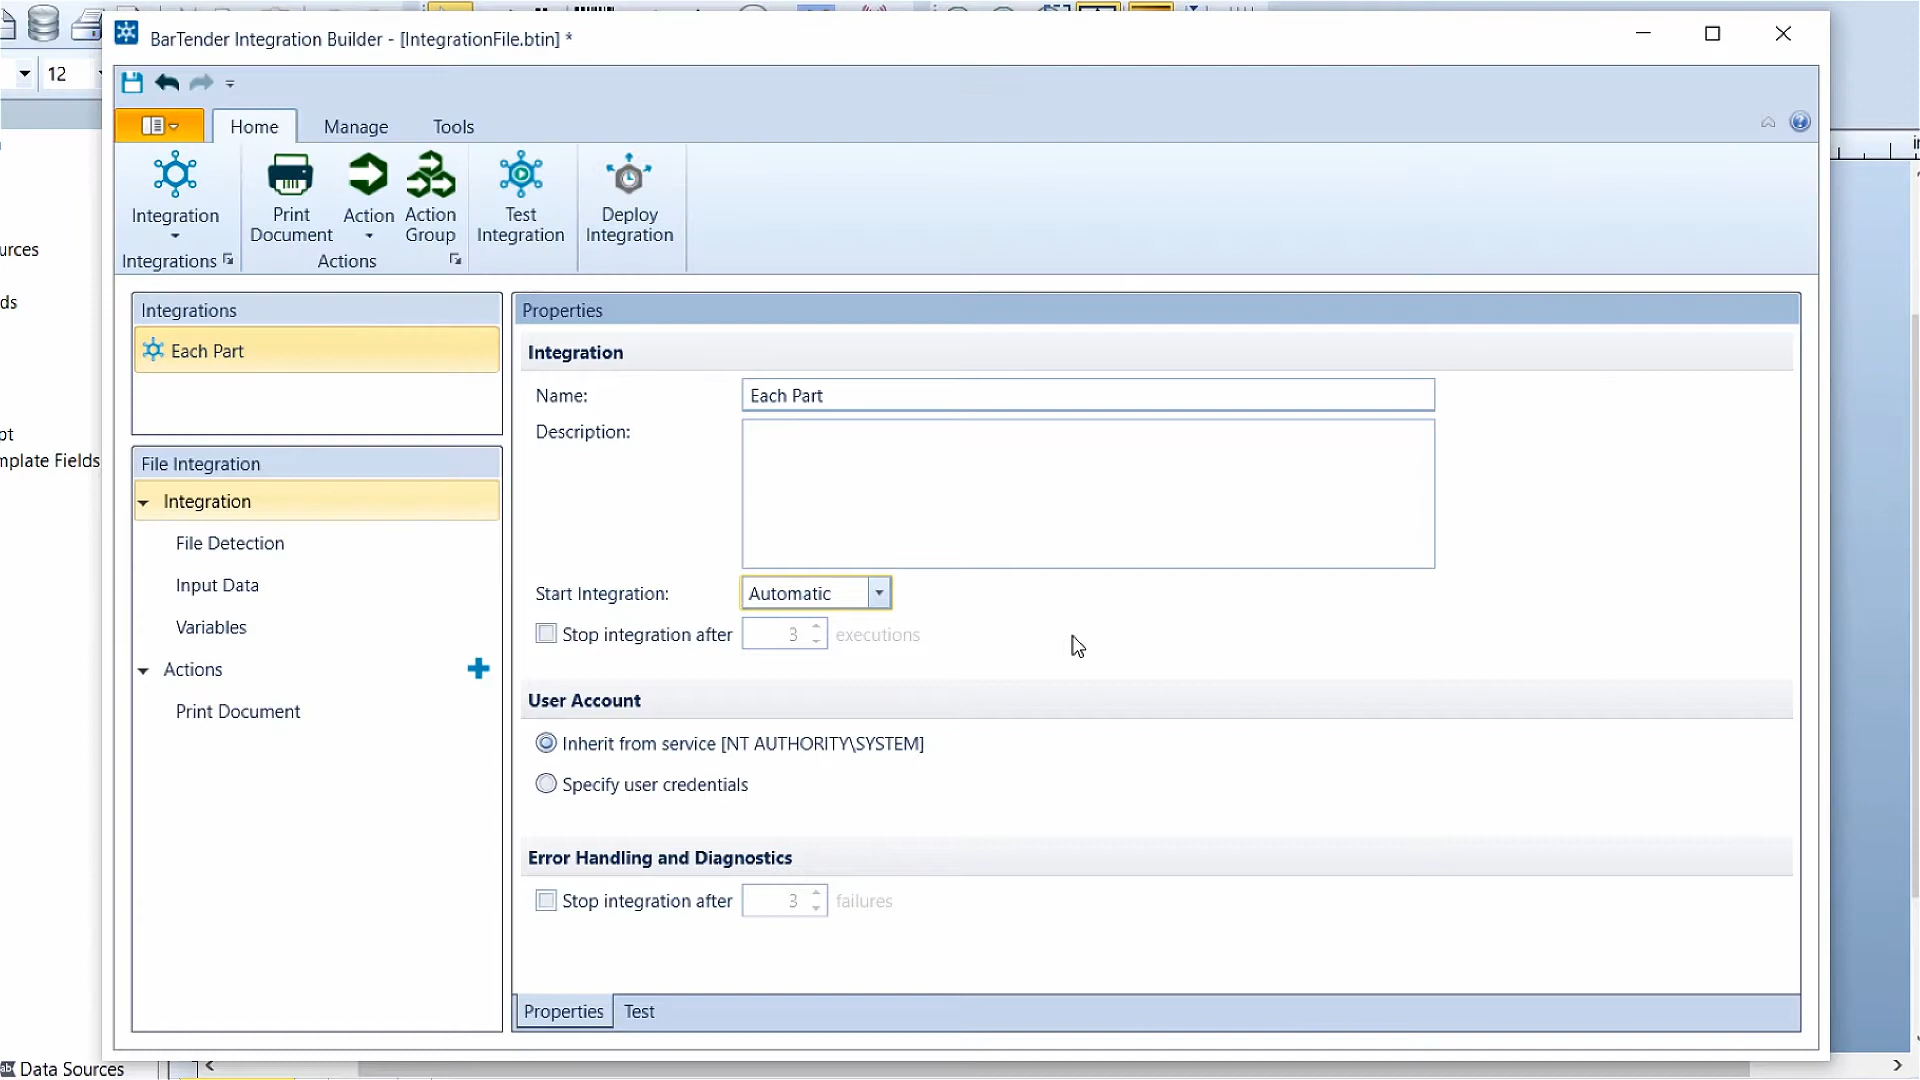 BarTender Integration Builder - [IntegrationFile.btin] *
12
Home
Manage
Tools
Integration
Print Document
Action
Action Group
Test Integration
Deploy Integration
Integrations
Actions
urces
ds
pt
mplate Fields
Integrations
Each Part
File Integration
Integration
File Detection
Input Data
Variables
Actions
Print Document
Properties
Integration
Name:
Each Part
Description:
Start Integration:
Automatic
Stop integration after
3
executions
User Account
Inherit from service [NT AUTHORITY\SYSTEM]
Specify user credentials
Error Handling and Diagnostics
Stop integration after
3
failures
Properties
Test
Data Sources